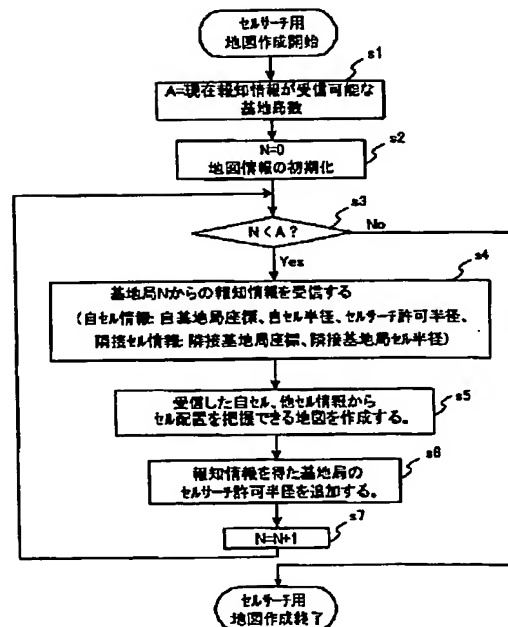 セルサーチ用
地図作成開始
s1
A=現在報知情報が受信可能な
基地局数
s2
N=0
地図情報の初期化
s3
N<A?
No
Yes
s4
基地局Nからの報知情報を受信する
(自セル情報:自基地局座標、自セル半径、セルサーチ許可半径、
隣接セル情報:隣接基地局座標、隣接基地局セル半径)
s5
受信した自セル、他セル情報から
セル配置を把握できる地図を作成する。
s6
報知情報を得た基地局の
セルサーチ許可半径を追加する。
s7
N=N+1
セルサーチ用
地図作成終了